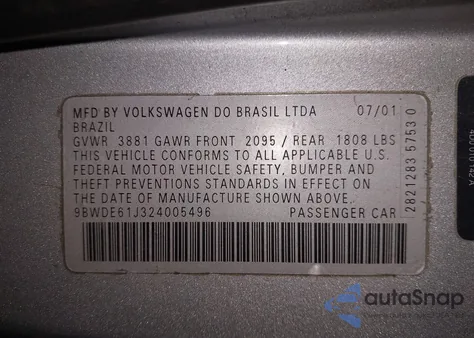 MFD BY VOLKSWAGEN DO BRASIL LTDA 07/01
BRAZIL
GVWR 3881 GAWR FRONT 2095 / REAR 1808 LBS
THIS VEHICLE CONFORMS TO ALL APPLICABLE U.S.
FEDERAL MOTOR VEHICLE SAFETY, BUMPER AND
THEFT PREVENTIONS STANDARDS IN EFFECT ON
THE DATE OF MANUFACTURE SHOWN ABOVE.
9BWDE61J324005496 PASSENGER CAR
2821283 57530
autoSnap